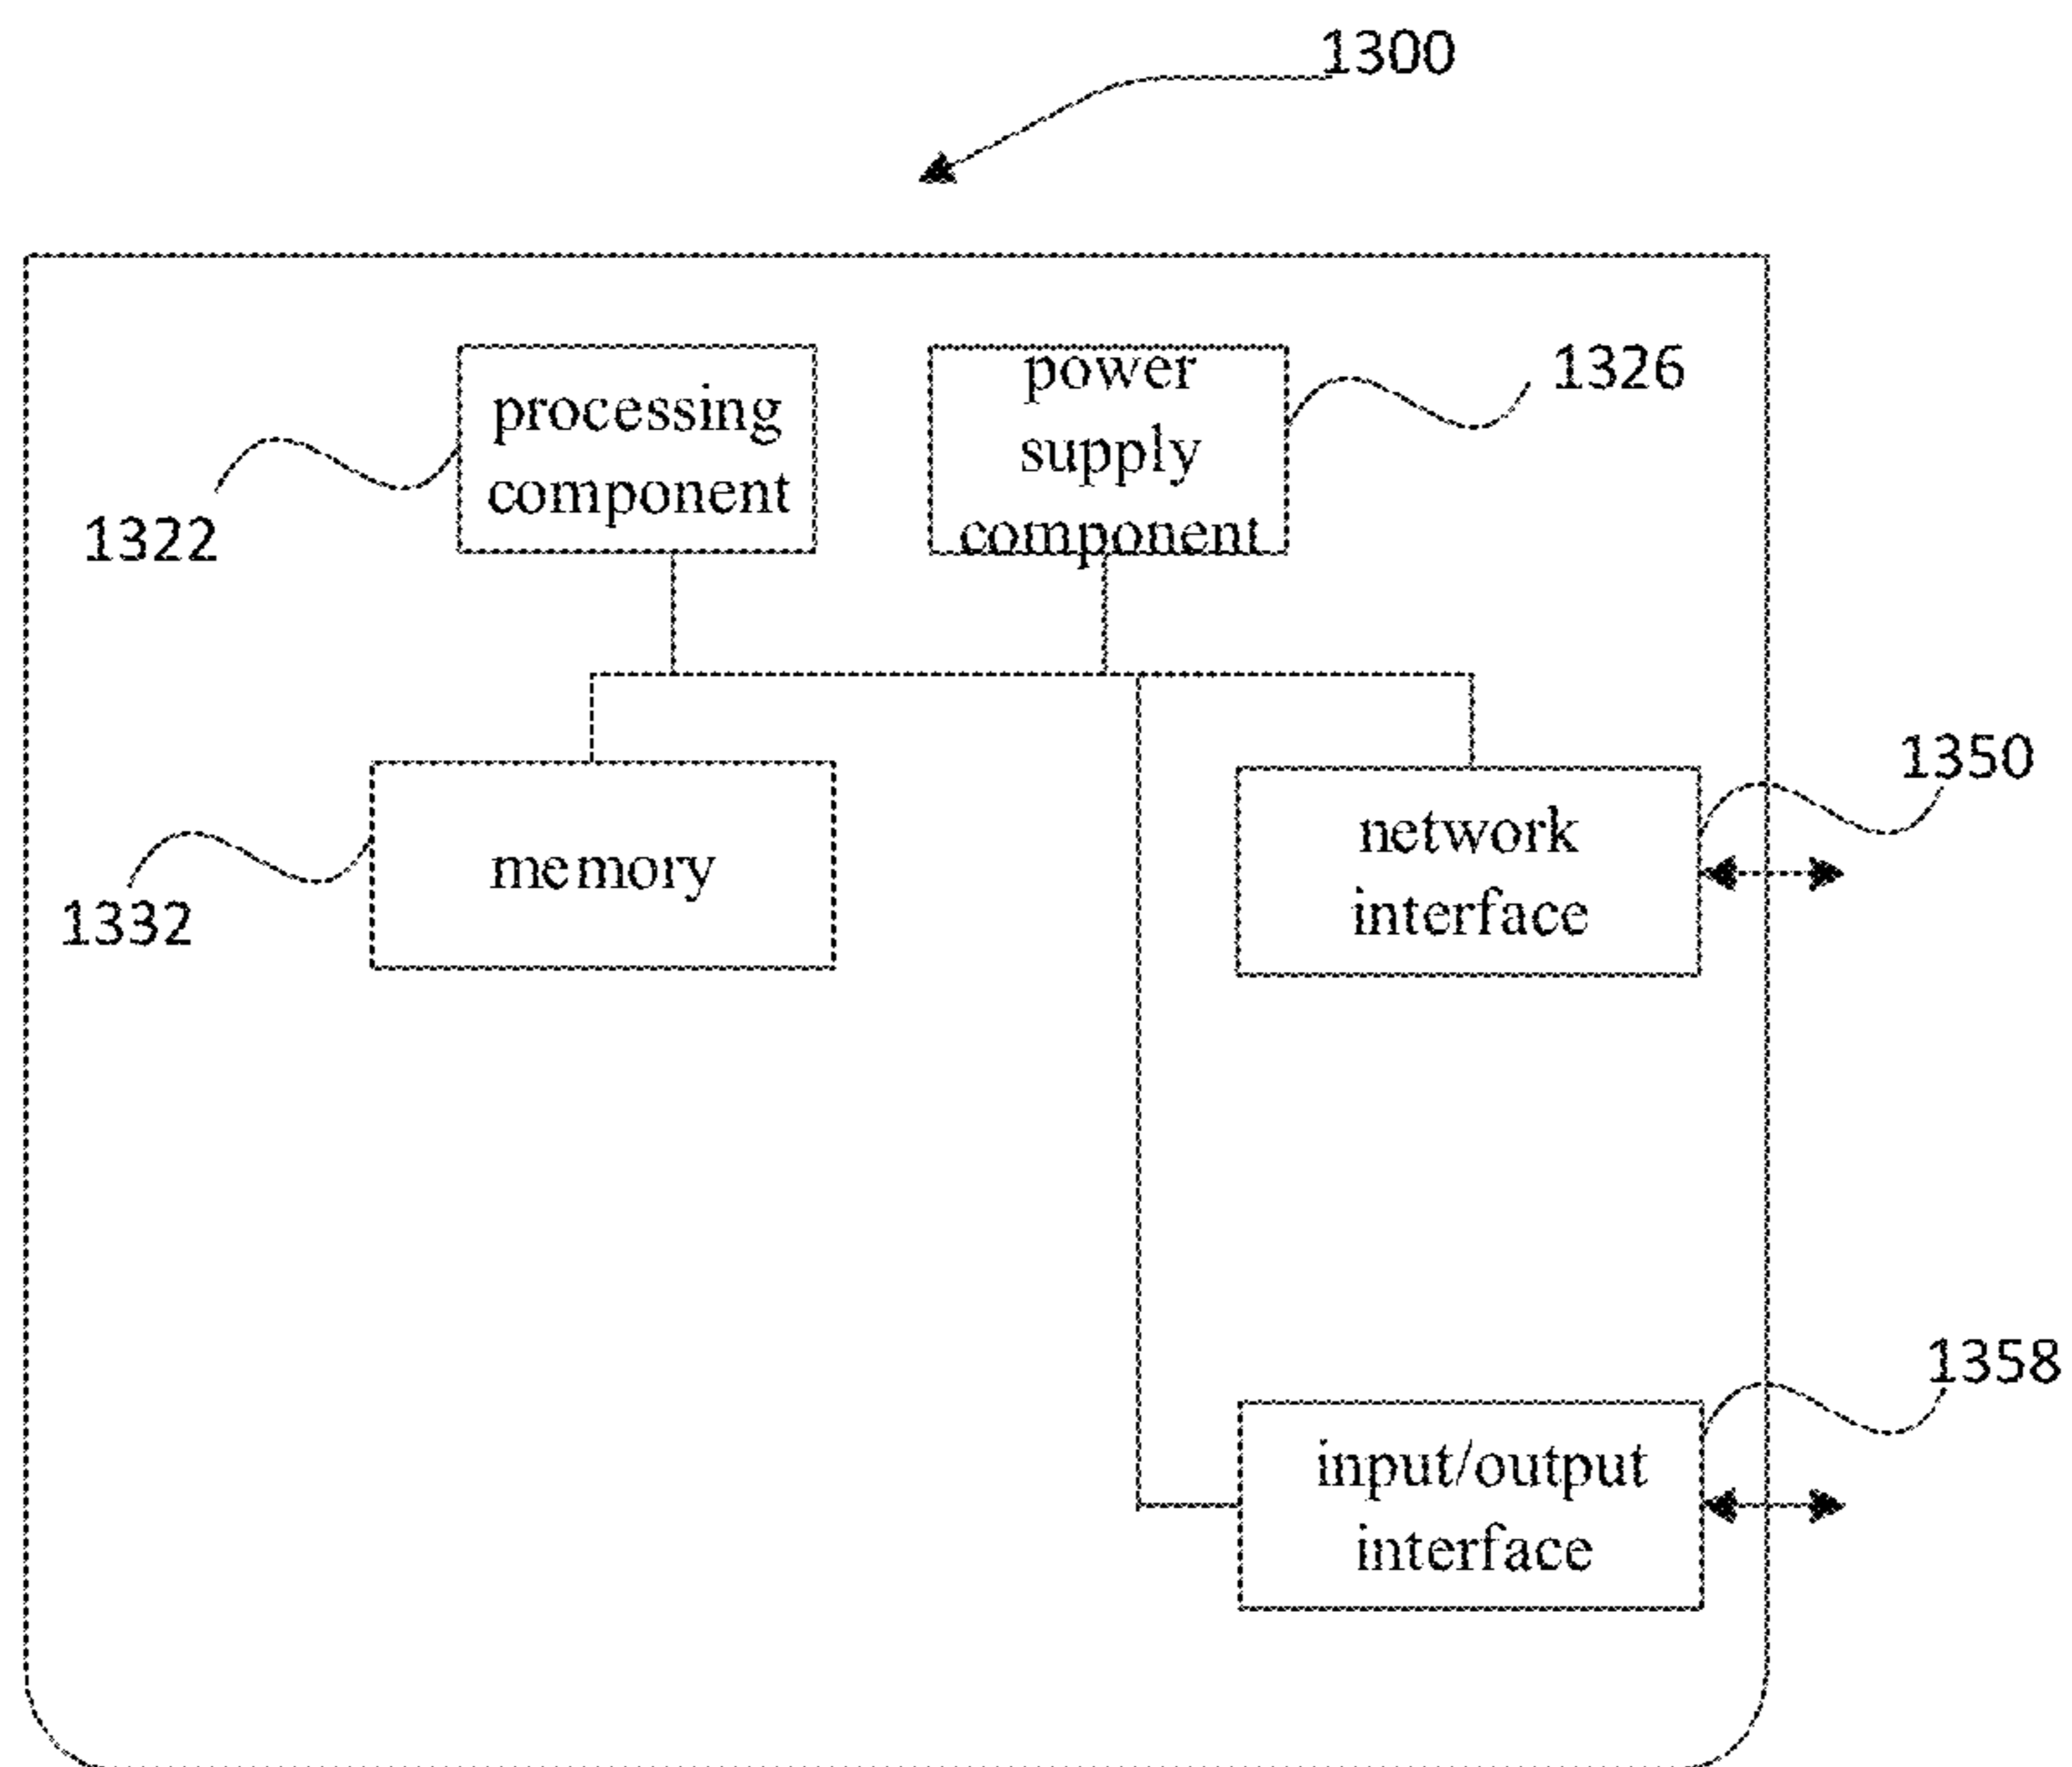 1300
processing
component
1322
power
supply
component
1326
memory
1332
network
interface
1350
input/output
interface
1358